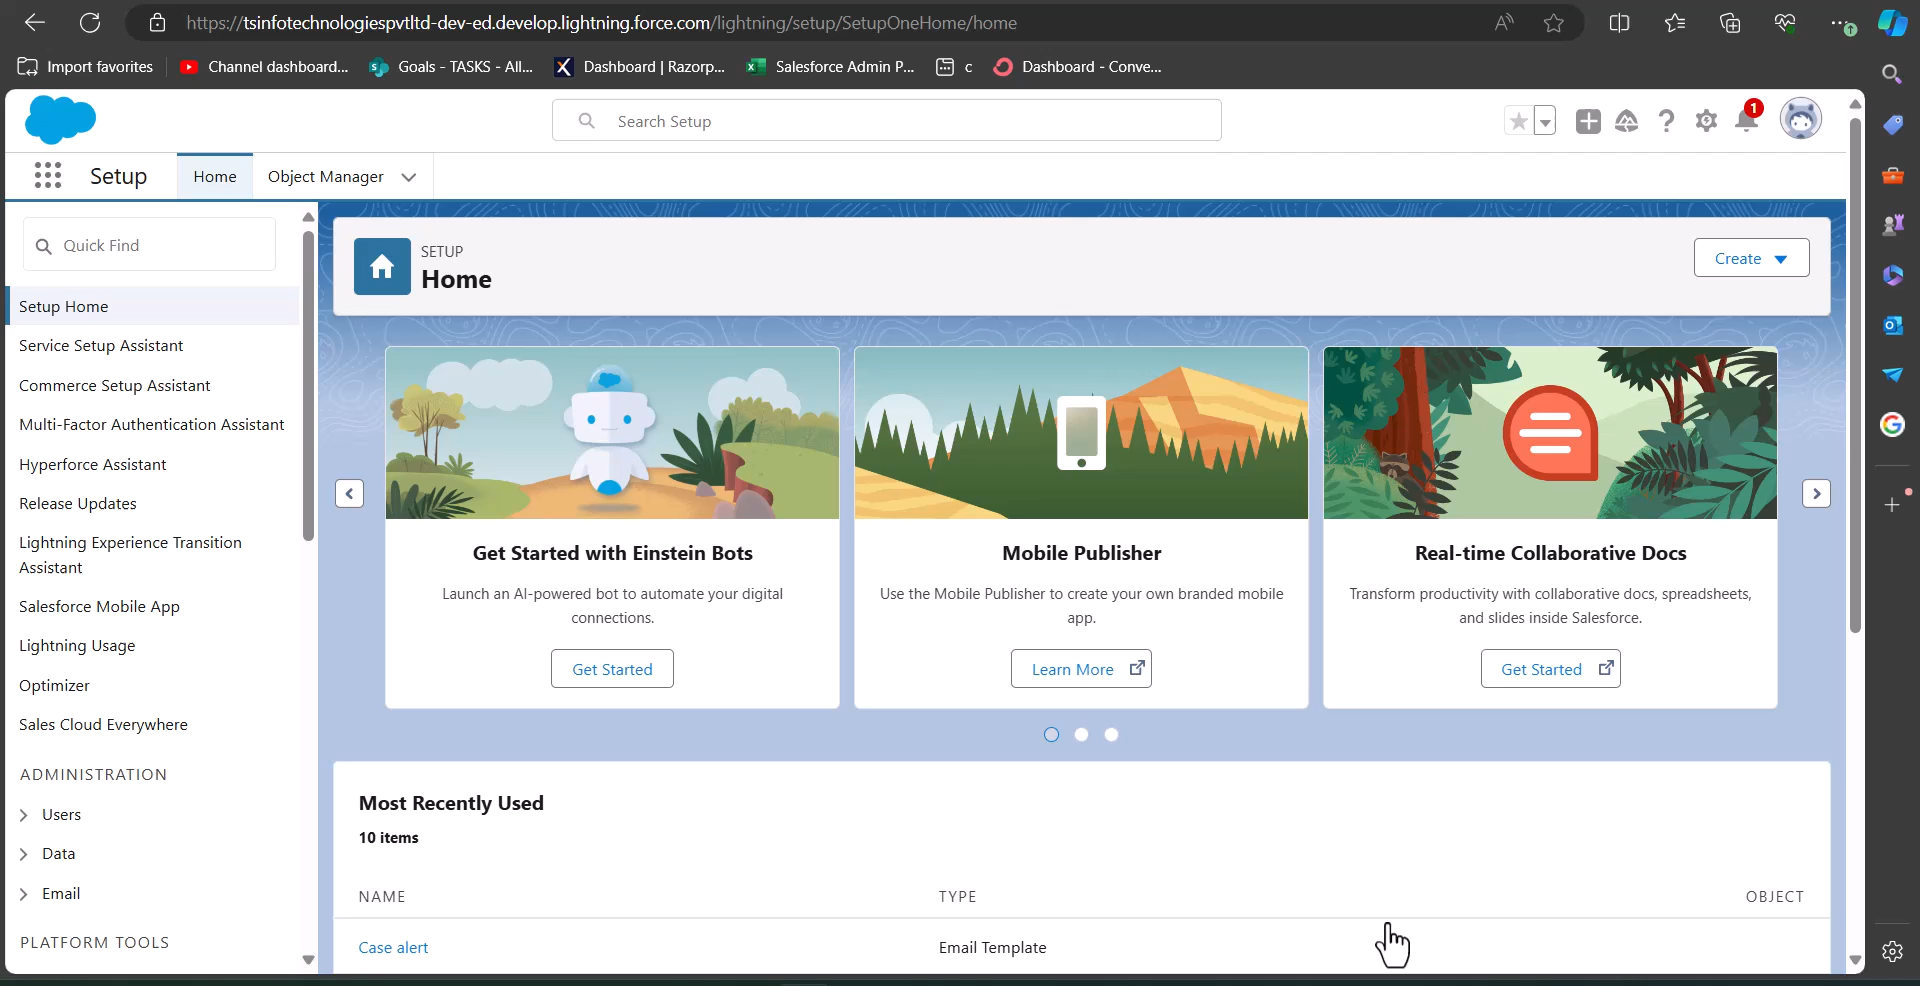 https://tsinfotechnologiespvtltd-dev-ed.develop.lightning.force.com/lightning/setup/SetupOneHome/home
Import favorites
Channel dashboard...
Goals - TASKS - All...
Dashboard | Razorp...
Salesforce Admin P...
c
Dashboard - Conve...
Search Setup
1
Setup
Home
Object Manager
Quick Find
Setup Home
Service Setup Assistant
Commerce Setup Assistant
Multi-Factor Authentication Assistant
Hyperforce Assistant
Release Updates
Lightning Experience Transition
Assistant
Salesforce Mobile App
Lightning Usage
Optimizer
Sales Cloud Everywhere
ADMINISTRATION
Users
Data
Email
PLATFORM TOOLS
SETUP
Home
Create
Get Started with Einstein Bots
Launch an AI-powered bot to automate your digital
connections.
Get Started
Mobile Publisher
Use the Mobile Publisher to create your own branded mobile
app.
Learn More
Real-time Collaborative Docs
Transform productivity with collaborative docs, spreadsheets,
and slides inside Salesforce.
Get Started
Most Recently Used
10 items
NAME TYPE OBJECT
Case alert Email Template